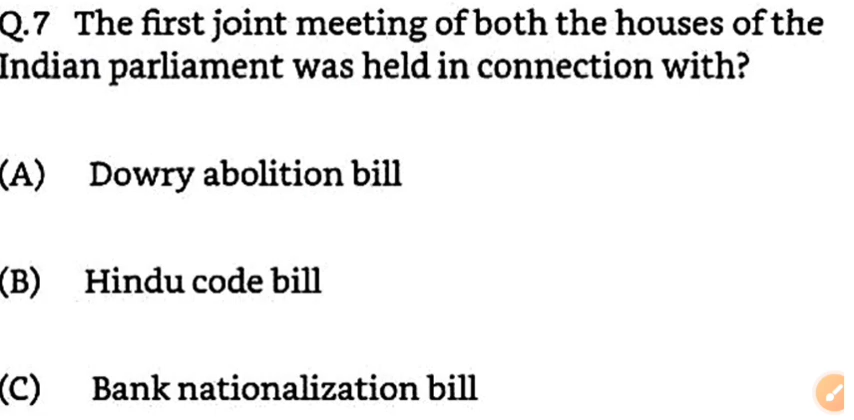 Q.7 The first joint meeting of both the houses of the
Indian parliament was held in connection with?
(A) Dowry abolition bill
(B) Hindu code bill
(C) Bank nationalization bill